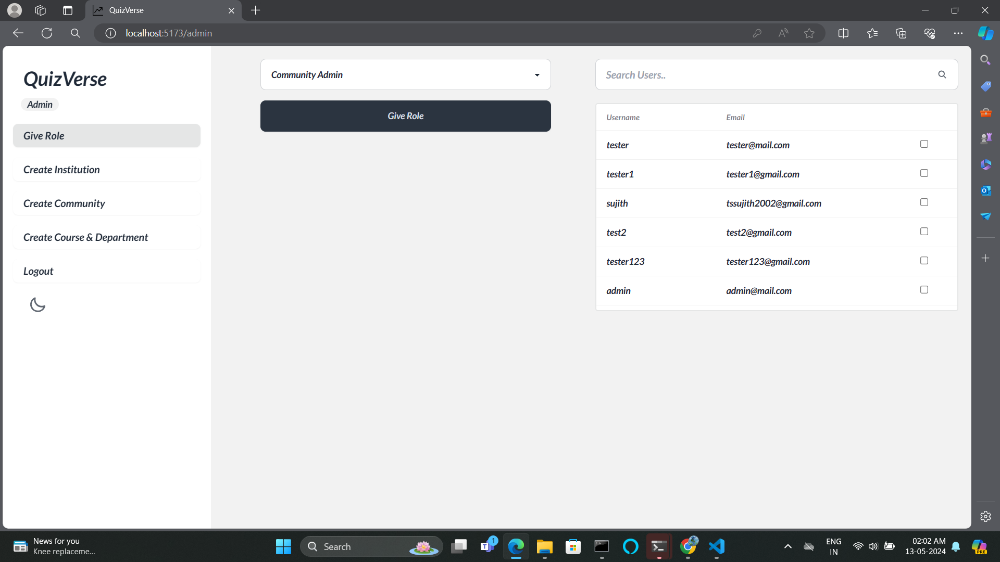 QuizVerse
localhost:5173/admin
QuizVerse
Admin
Give Role
Create Institution
Create Community
Create Course & Department
Logout
Community Admin
Give Role
Search Users..
Username Email
tester tester@mail.com
tester1 tester1@gmail.com
sujith tssujith2002@gmail.com
test2 test2@gmail.com
tester123 tester123@gmail.com
admin admin@mail.com
News for you
Knee replaceme...
Search
1
ENG
IN
02:02 AM
13-05-2024
PRE